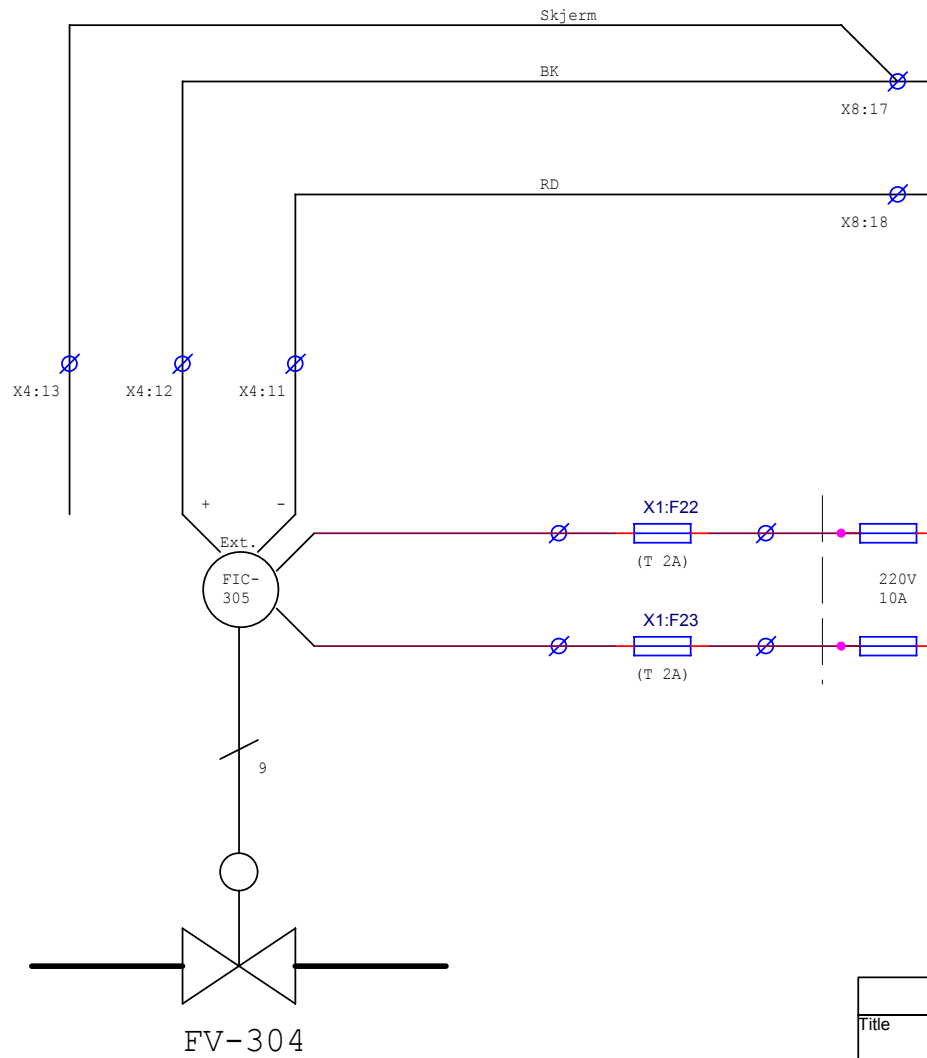 Skjerm
BK
X8:17
RD
X8:18
X4:13
X4:12
X4:11
+
-
Ext.
FIC-
305
X1:F22
(T 2A)
220V
10A
X1:F23
(T 2A)
9
FV-304
Title